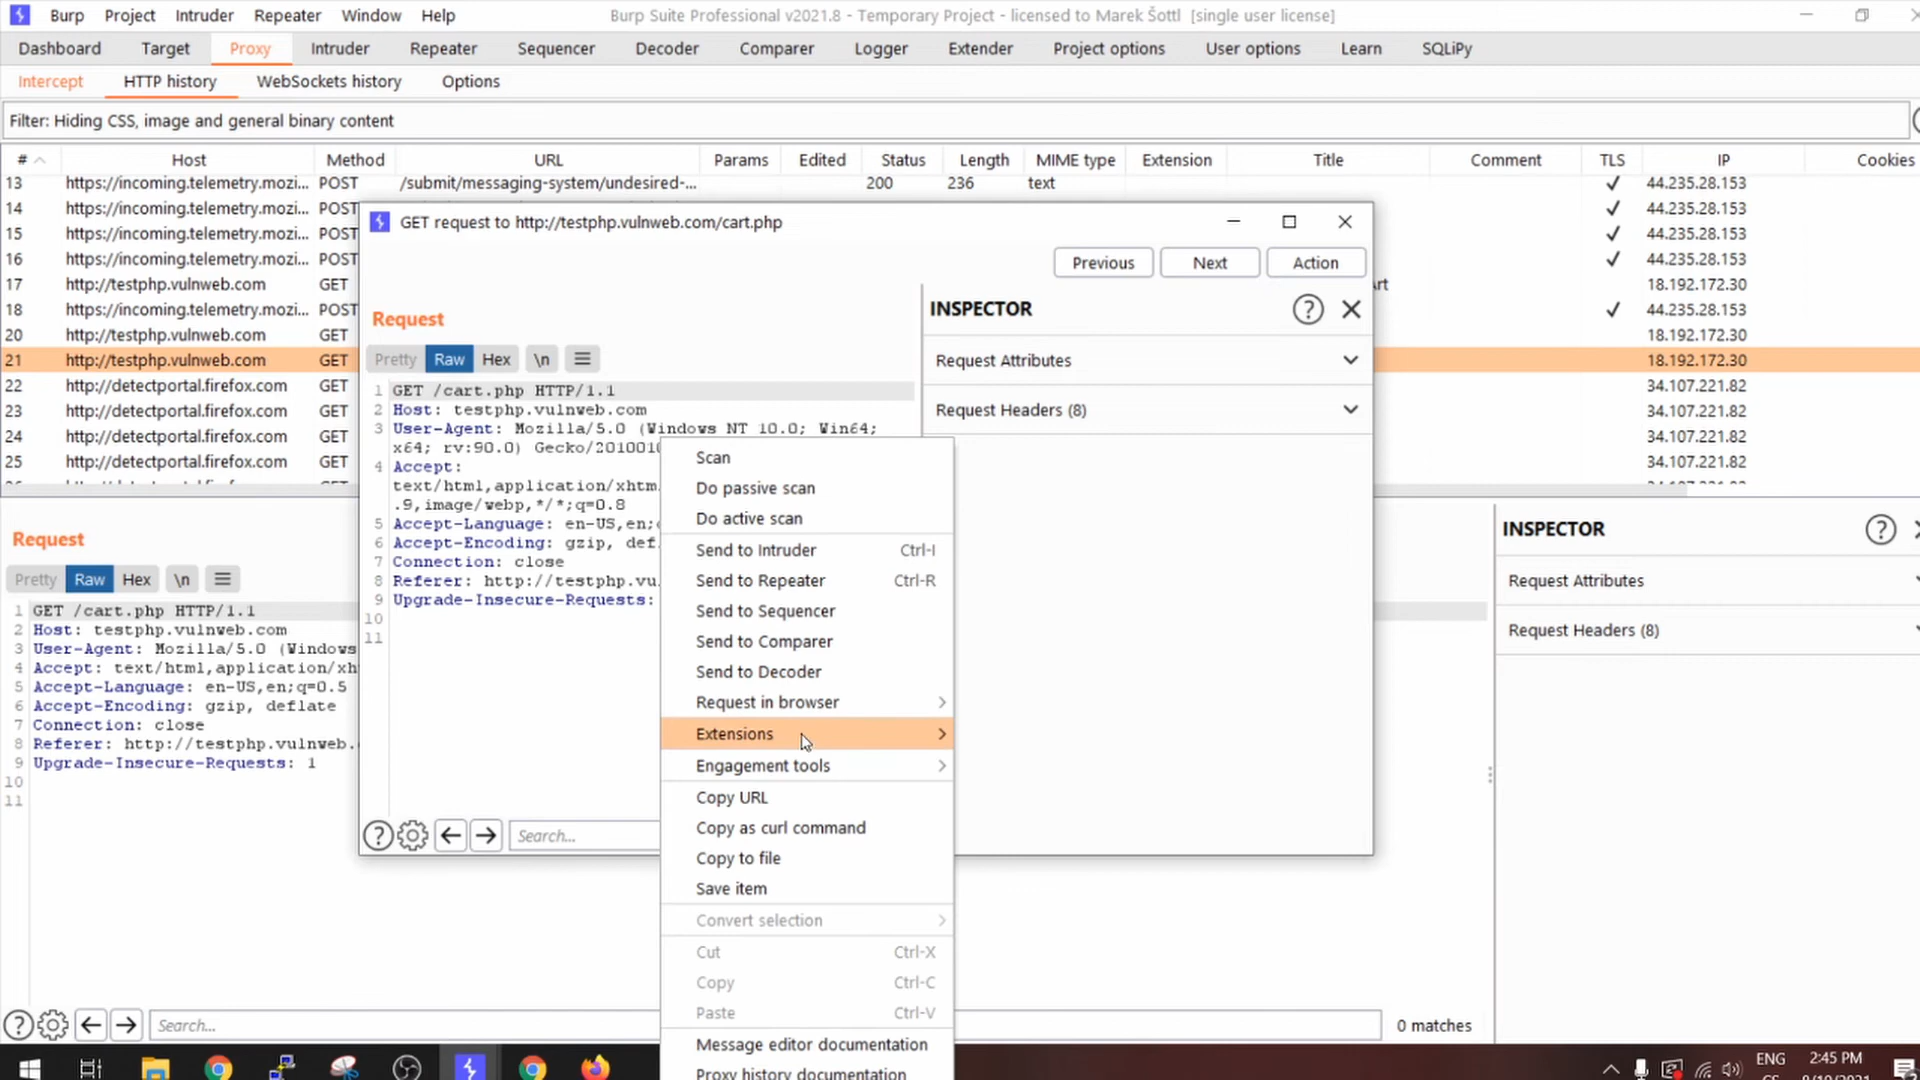 Burp Project Intruder Repeater Window Help Burp Suite Professional v2021.8 - Temporary Project - licensed to Marek Šottl [single user license]
Dashboard Target Proxy Intruder Repeater Sequencer Decoder Comparer Logger Extender Project options User options Learn SQLiPy
Intercept HTTP history WebSockets history Options
Filter: Hiding CSS, image and general binary content
# Host Method URL Params Edited Status Length MIME type Extension Title Comment TLS IP Cookies
13 https://incoming.telemetry.mozi... POST /submit/messaging-system/undesired-... 200 236 text ✓ 44.235.28.153
14 https://incoming.telemetry.mozi... POST ✓ 44.235.28.153
15 https://incoming.telemetry.mozi... POST ✓ 44.235.28.153
16 https://incoming.telemetry.mozi... POST ✓ 44.235.28.153
17 http://testphp.vulnweb.com GET 18.192.172.30
18 https://incoming.telemetry.mozi... POST ✓ 44.235.28.153
20 http://testphp.vulnweb.com GET 18.192.172.30
21 http://testphp.vulnweb.com GET 18.192.172.30
22 http://detectportal.firefox.com GET 34.107.221.82
23 http://detectportal.firefox.com GET 34.107.221.82
24 http://detectportal.firefox.com GET 34.107.221.82
25 http://detectportal.firefox.com GET 34.107.221.82
GET request to http://testphp.vulnweb.com/cart.php
Previous Next Action
Request
Pretty Raw Hex \n
1 GET /cart.php HTTP/1.1
2 Host: testphp.vulnweb.com
3 User-Agent: Mozilla/5.0 (Windows NT 10.0; Win64;
x64; rv:90.0) Gecko/2010010
4 Accept:
text/html,application/xhtm
.9,image/webp,*/*;q=0.8
5 Accept-Language: en-US,en;
6 Accept-Encoding: gzip, def
7 Connection: close
8 Referer: http://testphp.vu
9 Upgrade-Insecure-Requests:
10
11
Search...
INSPECTOR
Request Attributes
Request Headers (8)
Scan
Do passive scan
Do active scan
Send to Intruder Ctrl-I
Send to Repeater Ctrl-R
Send to Sequencer
Send to Comparer
Send to Decoder
Request in browser
Extensions
Engagement tools
Copy URL
Copy as curl command
Copy to file
Save item
Convert selection
Cut Ctrl-X
Copy Ctrl-C
Paste Ctrl-V
Message editor documentation
Proxy history documentation
Request
Pretty Raw Hex \n
1 GET /cart.php HTTP/1.1
2 Host: testphp.vulnweb.com
3 User-Agent: Mozilla/5.0 (Windows
4 Accept: text/html,application/xh
5 Accept-Language: en-US,en;q=0.5
6 Accept-Encoding: gzip, deflate
7 Connection: close
8 Referer: http://testphp.vulnweb.
9 Upgrade-Insecure-Requests: 1
10
11
Search... 0 matches
INSPECTOR
Request Attributes
Request Headers (8)
ENG 2:45 PM